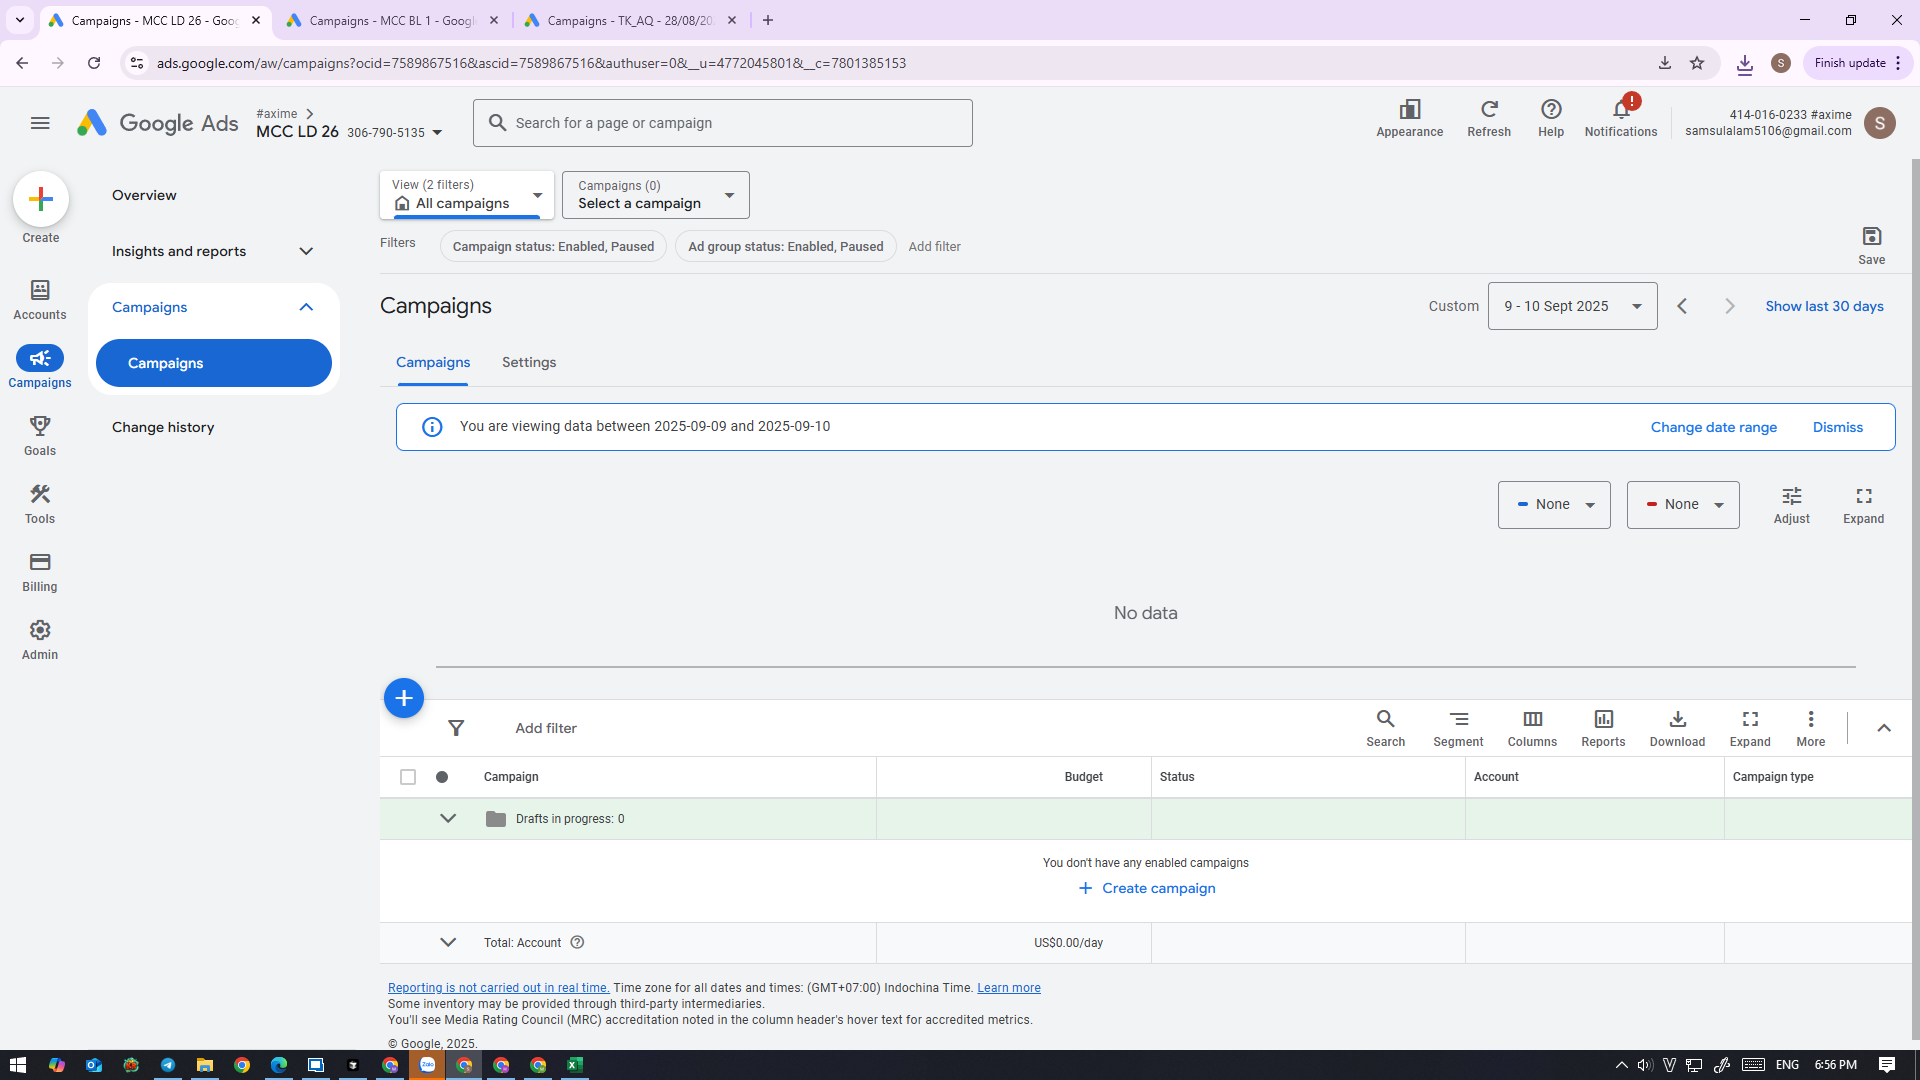 Campaigns - MCC LD 26 - Goog
Campaigns - MCC BL 1 - Google
Campaigns - TK_AQ - 28/08/202
ads.google.com/aw/campaigns?ocid=7589867516&ascid=7589867516&authuser=0&__u=4772045801&__c=7801385153
S
Finish update
Google Ads
#axime
MCC LD 26 306-790-5135
Search for a page or campaign
Appearance
Refresh
Help
!
Notifications
414-016-0233 #axime
samsulalam5106@gmail.com
S
Create
Accounts
Campaigns
Goals
Tools
Billing
Admin
Overview
Insights and reports
Campaigns
Campaigns
Change history
View (2 filters)
All campaigns
Campaigns (0)
Select a campaign
Filters
Campaign status: Enabled, Paused
Ad group status: Enabled, Paused
Add filter
Save
Campaigns
Custom
9 - 10 Sept 2025
Show last 30 days
Campaigns
Settings
You are viewing data between 2025-09-09 and 2025-09-10
Change date range
Dismiss
None
None
Adjust
Expand
No data
Add filter
Search
Segment
Columns
Reports
Download
Expand
More
Campaign
Budget
Status
Account
Campaign type
Drafts in progress: 0
You don't have any enabled campaigns
Create campaign
Total: Account
US$0.00/day
Reporting is not carried out in real time. Time zone for all dates and times: (GMT+07:00) Indochina Time. Learn more
Some inventory may be provided through third-party intermediaries.
You'll see Media Rating Council (MRC) accreditation noted in the column header's hover text for accredited metrics.
© Google, 2025.
Zalo
ENG
6:56 PM